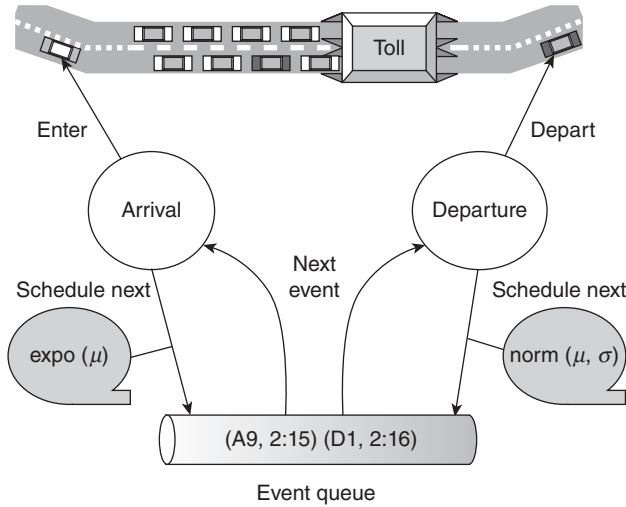 Toll
Enter
Depart
Arrival
Departure
Next
event
Schedule next
Schedule next
expo (μ)
norm (μ, σ)
(A9, 2:15) (D1, 2:16)
Event queue